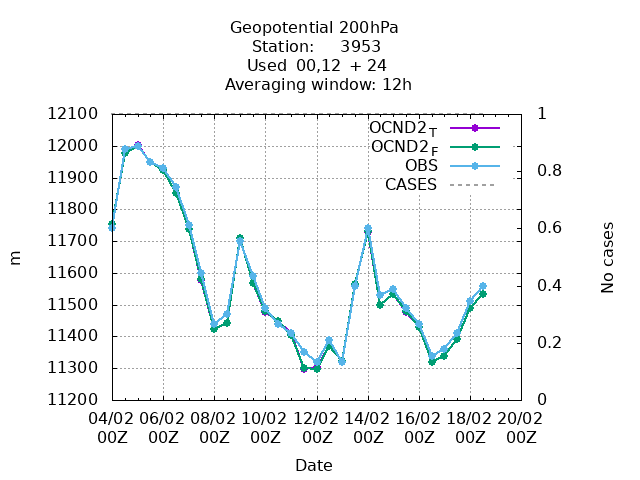 Geopotential 200hPa
Station: 3953
Used 00,12 + 24
Averaging window: 12h
12100
12000
11900
11800
11700
11600
11500
11400
11300
11200
m
1
0.8
0.6
0.4
0.2
0
No cases
OCND2T
OCND2F
OBS
CASES
04/02 06/02 08/02 10/02 12/02 14/02 16/02 18/02 20/02
00Z 00Z 00Z 00Z 00Z 00Z 00Z 00Z 00Z
Date